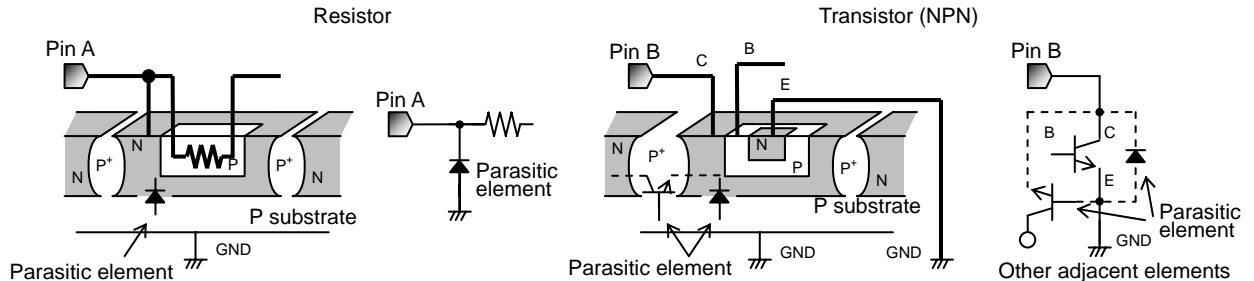 Resistor
Pin A
N
P+
N
P
P+
N
P substrate
GND
Parasitic element
Pin A
Parasitic
element
Transistor (NPN)
Pin B
C
B
E
N
P+
N
P
P+
N
P substrate
GND
GND
Parasitic element
Pin B
B
C
E
GND
Parasitic
element
Other adjacent elements